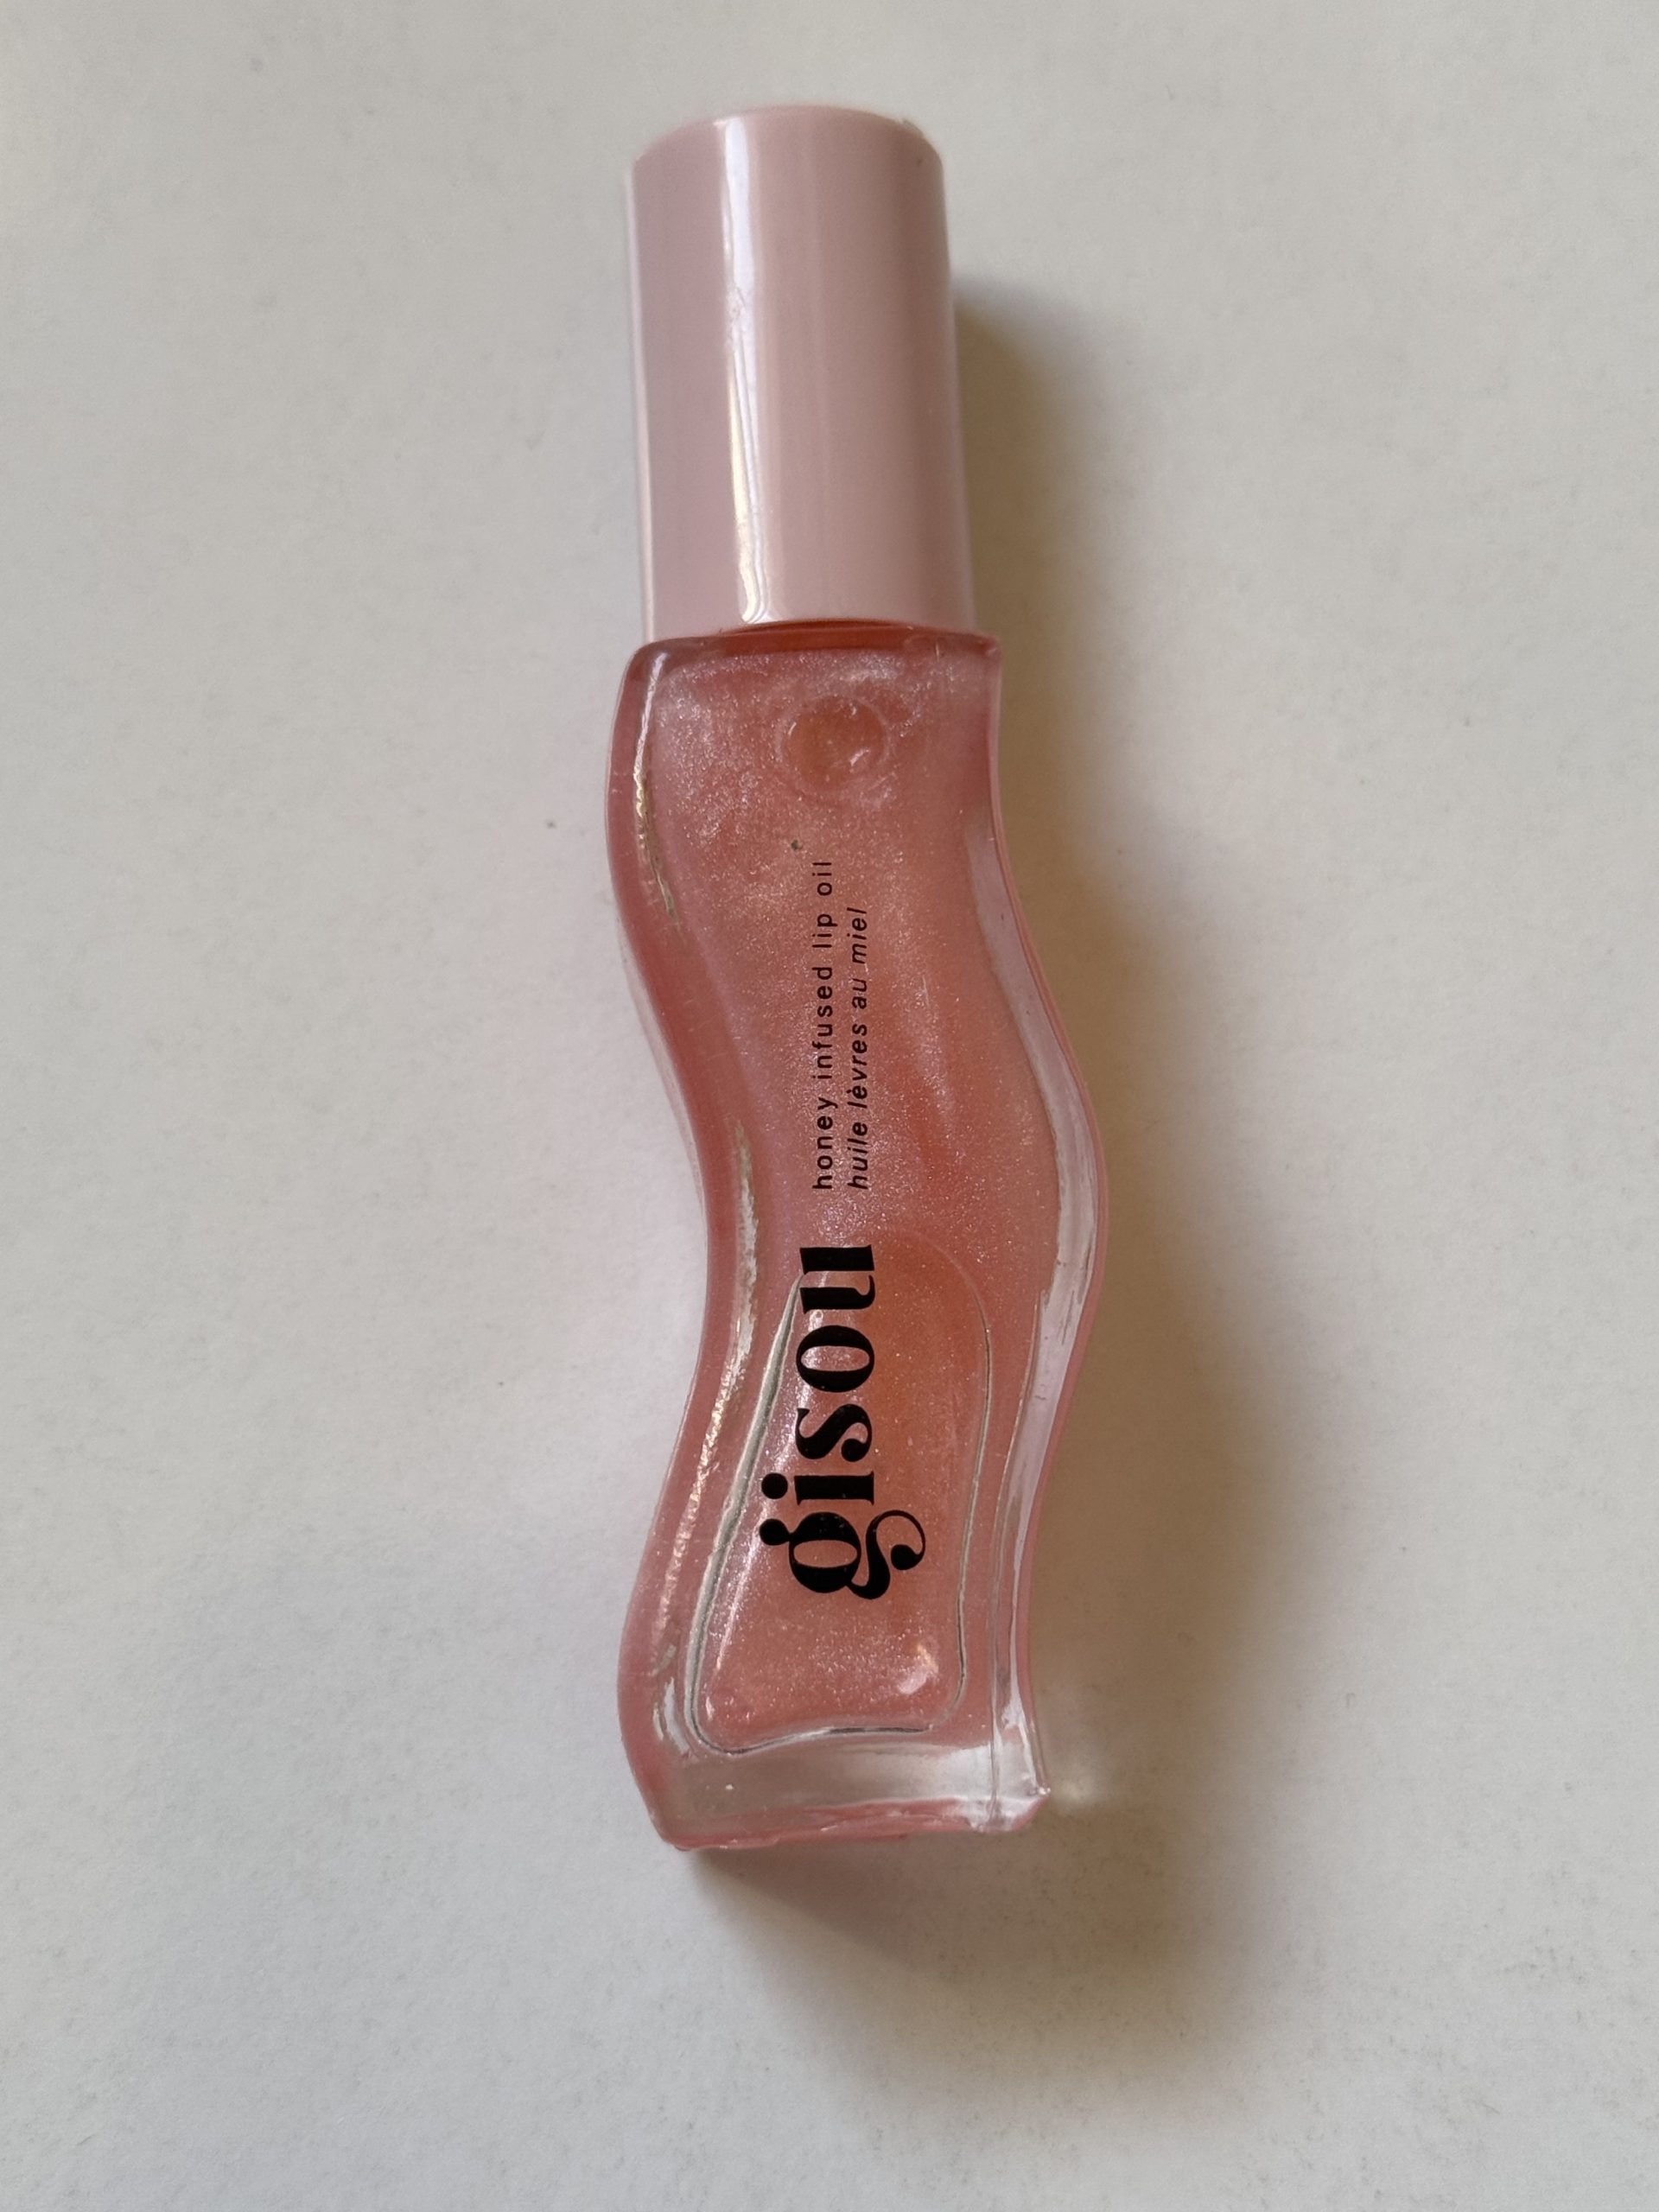 gisou
honey infused lip oil
huile lèvres au miel